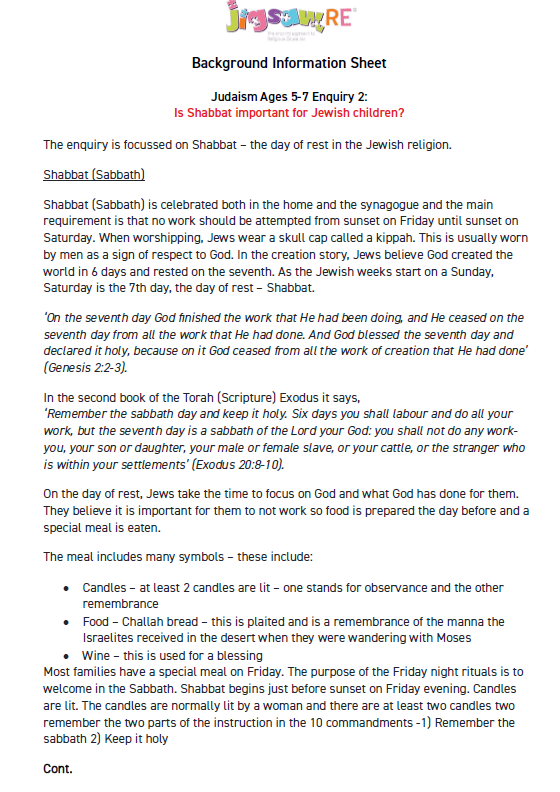 jigsaw RE
Background Information Sheet
Judaism Ages 5-7 Enquiry 2:
Is Shabbat important for Jewish children?
The enquiry is focussed on Shabbat – the day of rest in the Jewish religion.
Shabbat (Sabbath)
Shabbat (Sabbath) is celebrated both in the home and the synagogue and the main
requirement is that no work should be attempted from sunset on Friday until sunset on
Saturday. When worshipping, Jews wear a skull cap called a kippah. This is usually worn
by men as a sign of respect to God. In the creation story, Jews believe God created the
world in 6 days and rested on the seventh. As the Jewish weeks start on a Sunday,
Saturday is the 7th day, the day of rest – Shabbat.
'On the seventh day God finished the work that He had been doing, and He ceased on the
seventh day from all the work that He had done. And God blessed the seventh day and
declared it holy, because on it God ceased from all the work of creation that He had done'
(Genesis 2:2-3).
In the second book of the Torah (Scripture) Exodus it says,
'Remember the sabbath day and keep it holy. Six days you shall labour and do all your
work, but the seventh day is a sabbath of the Lord your God: you shall not do any work-
you, your son or daughter, your male or female slave, or your cattle, or the stranger who
is within your settlements' (Exodus 20:8-10).
On the day of rest, Jews take the time to focus on God and what God has done for them.
They believe it is important for them to not work so food is prepared the day before and a
special meal is eaten.
The meal includes many symbols – these include:
• Candles – at least 2 candles are lit – one stands for observance and the other
remembrance
• Food – Challah bread – this is plaited and is a remembrance of the manna the
Israelites received in the desert when they were wandering with Moses
• Wine – this is used for a blessing
Most families have a special meal on Friday. The purpose of the Friday night rituals is to
welcome in the Sabbath. Shabbat begins just before sunset on Friday evening. Candles
are lit. The candles are normally lit by a woman and there are at least two candles two
remember the two parts of the instruction in the 10 commandments -1) Remember the
sabbath 2) Keep it holy
Cont.